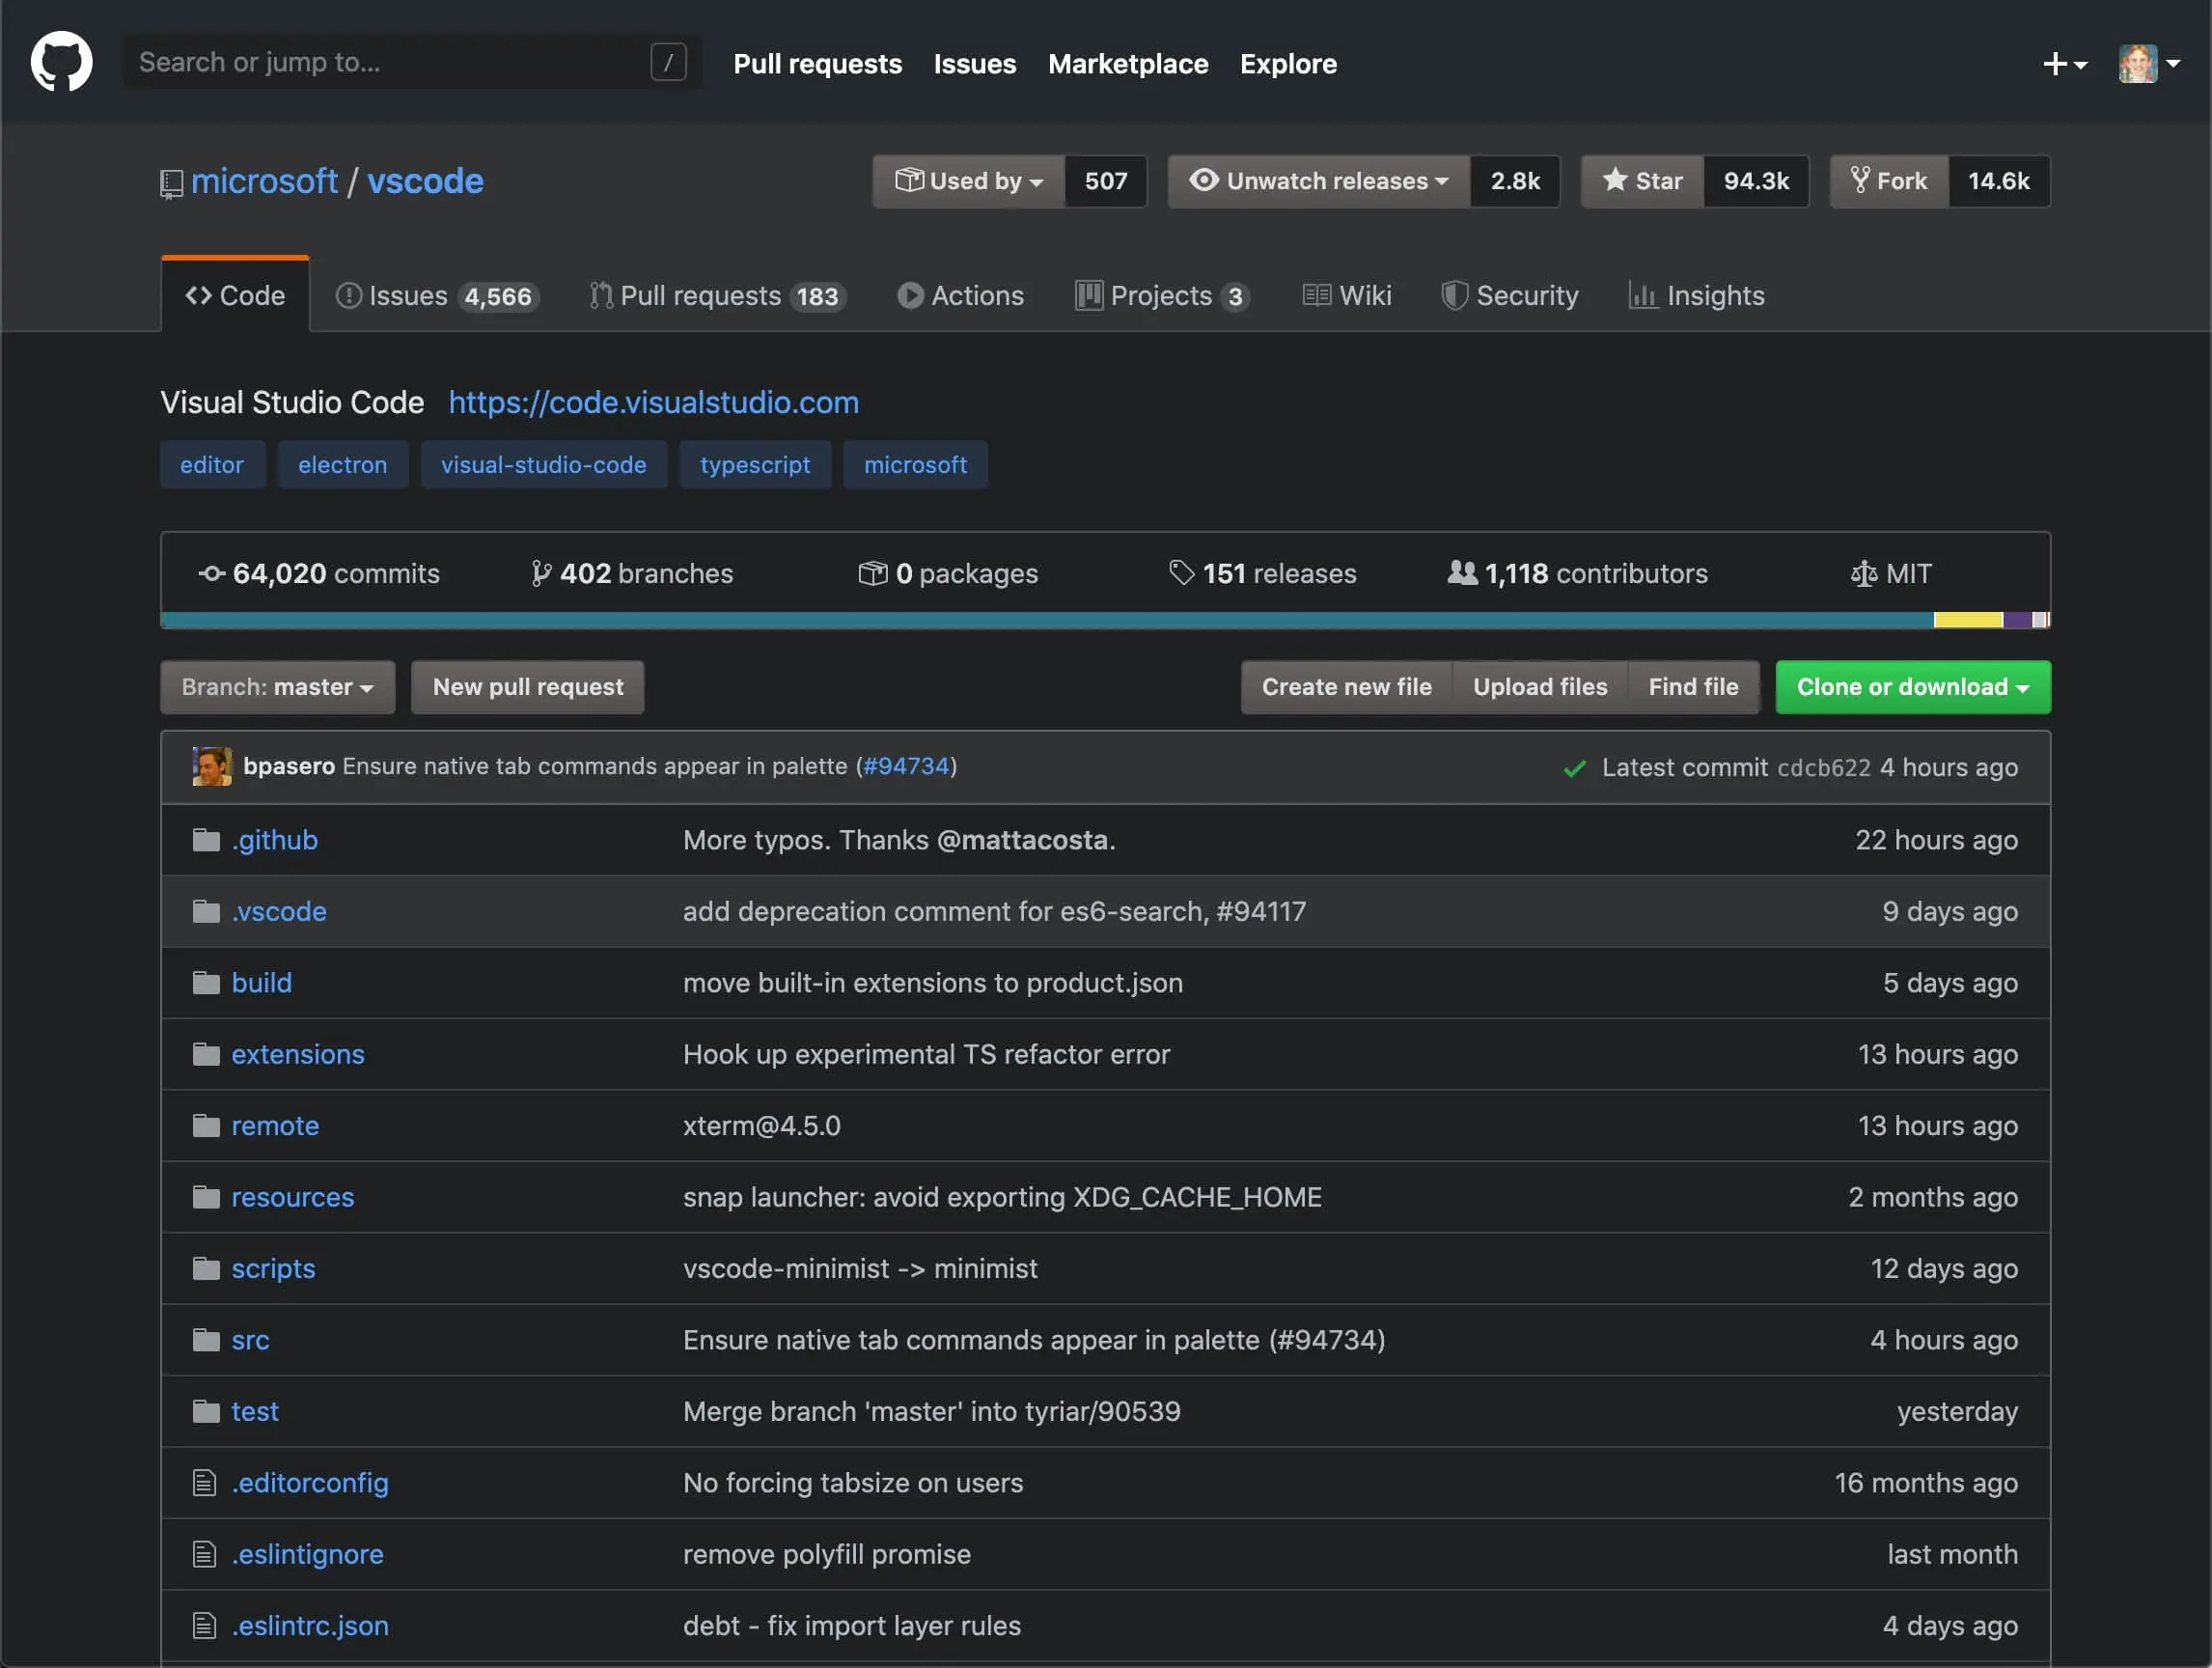 Search or jump to... /
Pull requests Issues Marketplace Explore
microsoft / vscode
Used by 507 Unwatch releases 2.8k Star 94.3k Fork 14.6k
Code Issues 4,566 Pull requests 183 Actions Projects 3 Wiki Security Insights
Visual Studio Code https://code.visualstudio.com
editor electron visual-studio-code typescript microsoft
64,020 commits 402 branches 0 packages 151 releases 1,118 contributors MIT
Branch: master New pull request Create new file Upload files Find file Clone or download
bpasero Ensure native tab commands appear in palette (#94734) Latest commit cdcb622 4 hours ago
.github More typos. Thanks @mattacosta. 22 hours ago
.vscode add deprecation comment for es6-search, #94117 9 days ago
build move built-in extensions to product.json 5 days ago
extensions Hook up experimental TS refactor error 13 hours ago
remote xterm@4.5.0 13 hours ago
resources snap launcher: avoid exporting XDG_CACHE_HOME 2 months ago
scripts vscode-minimist -> minimist 12 days ago
src Ensure native tab commands appear in palette (#94734) 4 hours ago
test Merge branch 'master' into tyriar/90539 yesterday
.editorconfig No forcing tabsize on users 16 months ago
.eslintignore remove polyfill promise last month
.eslintrc.json debt - fix import layer rules 4 days ago